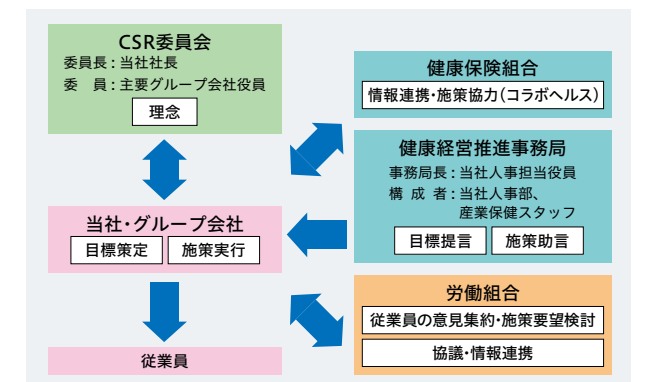 CSR委員会
委員長：当社社長
委　員：主要グループ会社役員
理念
当社・グループ会社
目標策定
施策実行
従業員
健康保険組合
情報連携・施策協力（コラボヘルス）
健康経営推進事務局
事務局長：当社人事担当役員
構 成 者：当社人事部、
産業保健スタッフ
目標提言
施策助言
労働組合
従業員の意見集約・施策要望検討
協議・情報連携